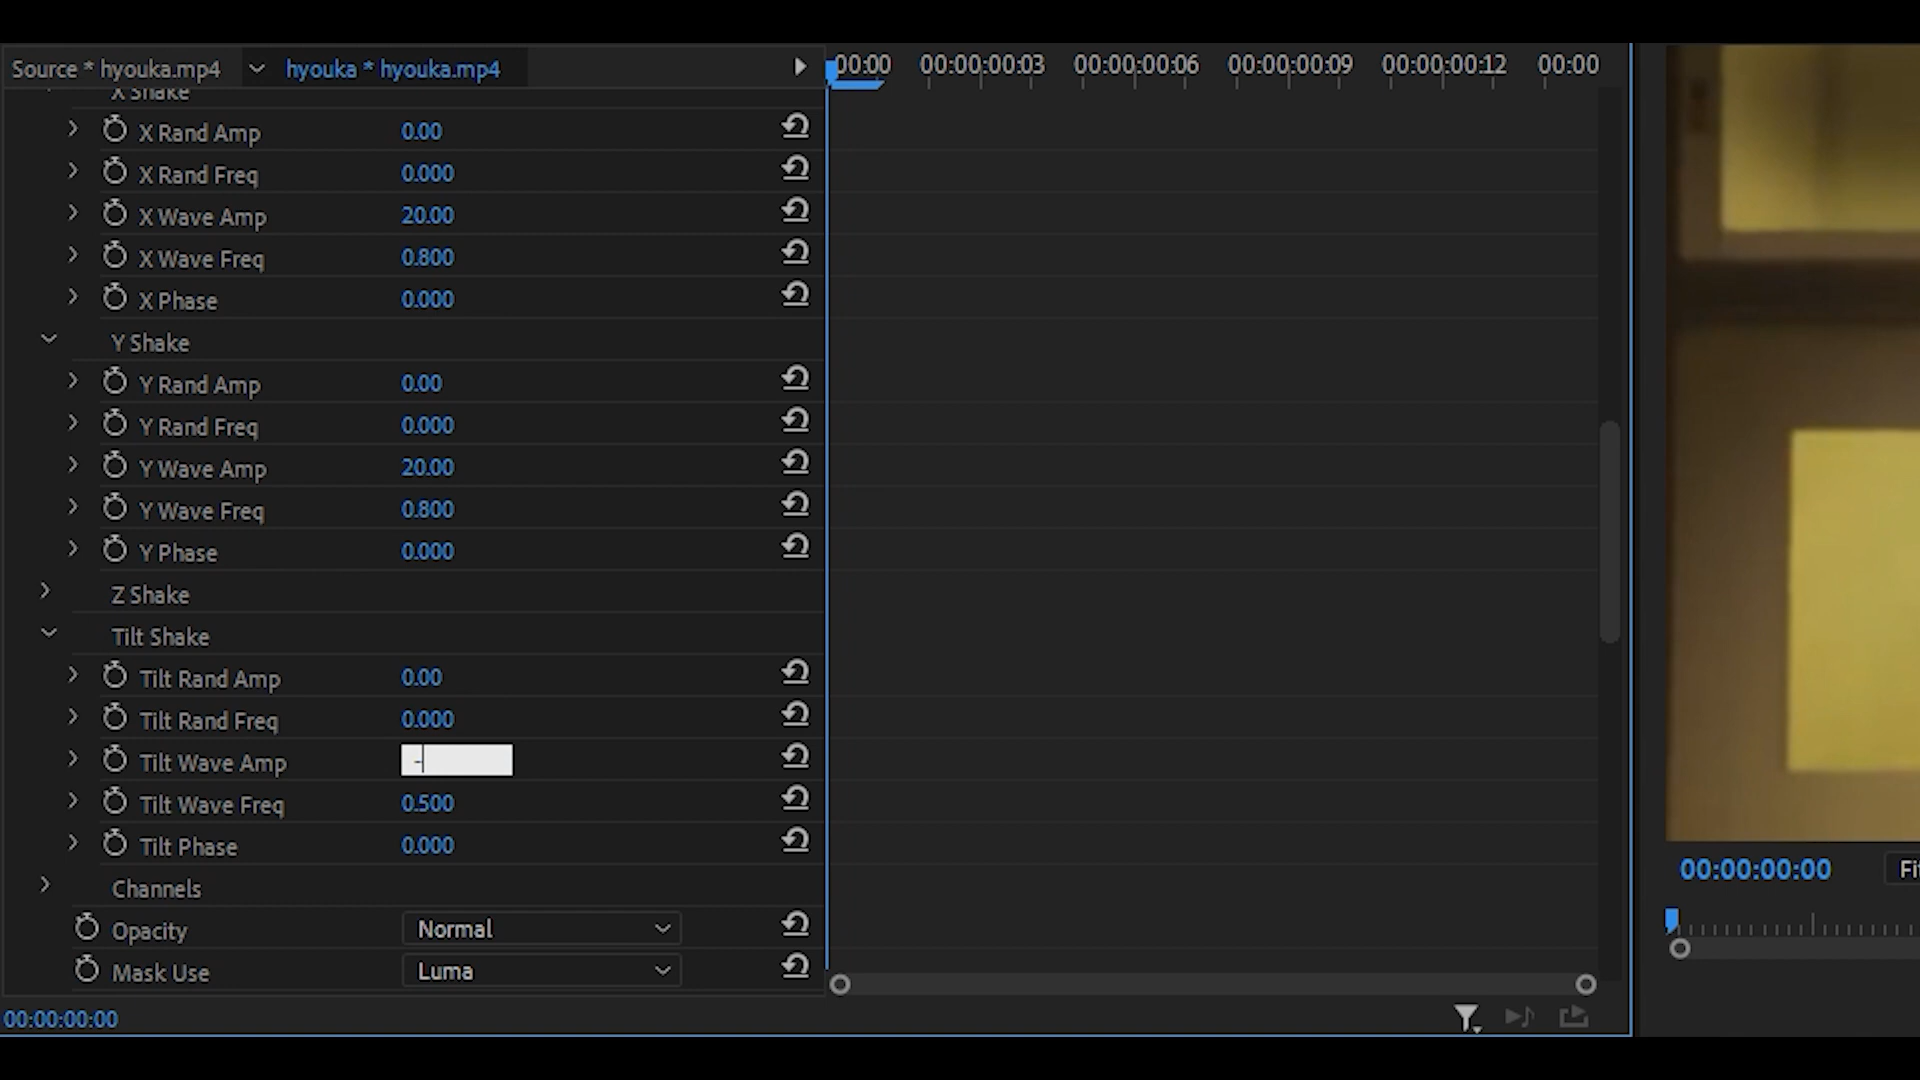 Source * hyouka.mp4
hyouka * hyouka.mp4
:00:00
00:00:00:03
00:00:00:06
00:00:00:09
00:00:00:12
00:00
X Shake
X Rand Amp 0.00
X Rand Freq 0.000
X Wave Amp 20.00
X Wave Freq 0.800
X Phase 0.000
Y Shake
Y Rand Amp 0.00
Y Rand Freq 0.000
Y Wave Amp 20.00
Y Wave Freq 0.800
Y Phase 0.000
Z Shake
Tilt Shake
Tilt Rand Amp 0.00
Tilt Rand Freq 0.000
Tilt Wave Amp -
Tilt Wave Freq 0.500
Tilt Phase 0.000
Channels
Opacity Normal
Mask Use Luma
00:00:00:00
00:00:00:00
Fi